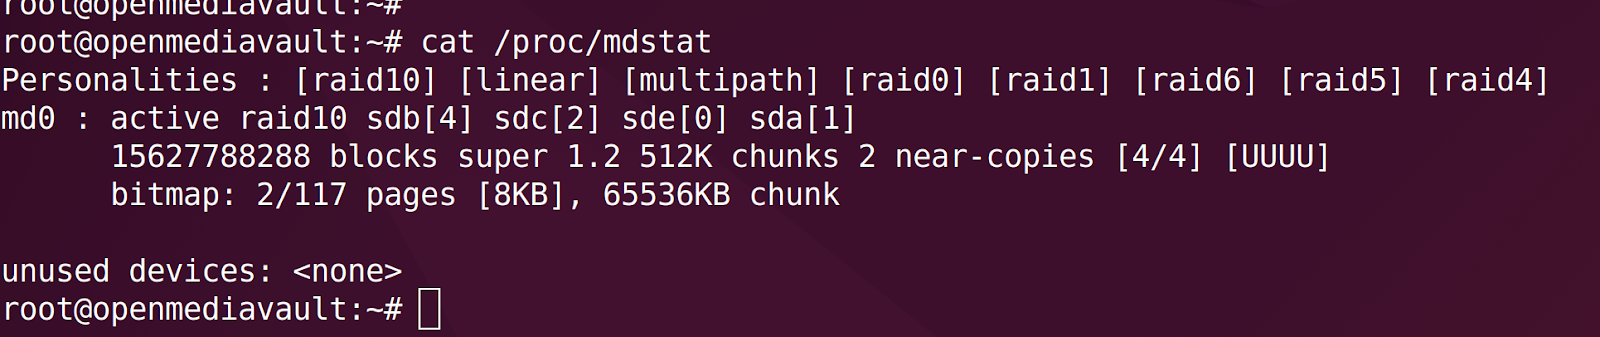 root@openmediavault:~#
root@openmediavault:~# cat /proc/mdstat
Personalities : [raid10] [linear] [multipath] [raid0] [raid1] [raid6] [raid5] [raid4]
md0 : active raid10 sdb[4] sdc[2] sde[0] sda[1]
      15627788288 blocks super 1.2 512K chunks 2 near-copies [4/4] [UUUU]
      bitmap: 2/117 pages [8KB], 65536KB chunk

unused devices: <none>
root@openmediavault:~#